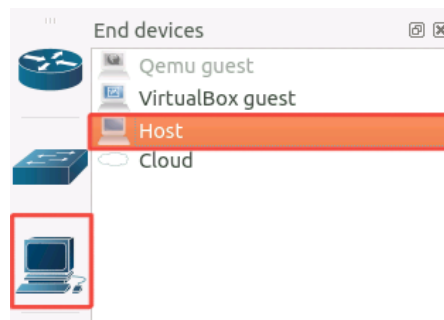 End devices
Qemu guest
VirtualBox guest
Host
Cloud